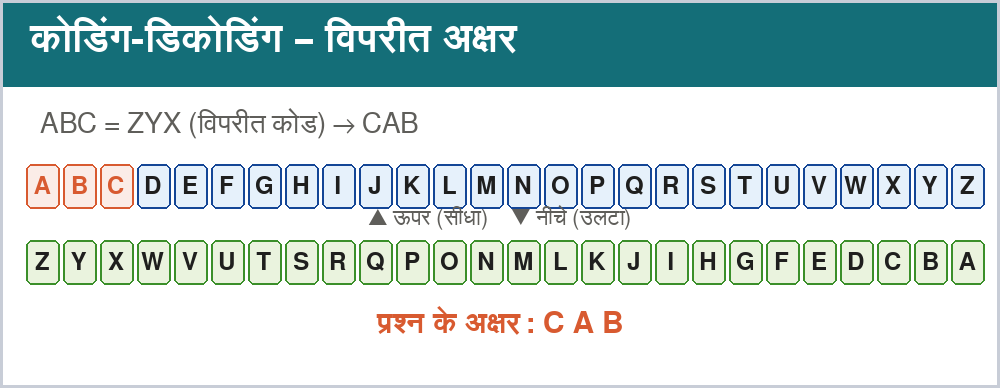 कोडिंग-डिकोडिंग – विपरीत अक्षर
ABC = ZYX (विपरीत कोड) → CAB
A B C D E F G H I J K L M N O P Q R S T U V W X Y Z
▲ ऊपर (सीधा) ▼ नीचे (उलटा)
Z Y X W V U T S R Q P O N M L K J I H G F E D C B A
प्रश्न के अक्षर : C A B